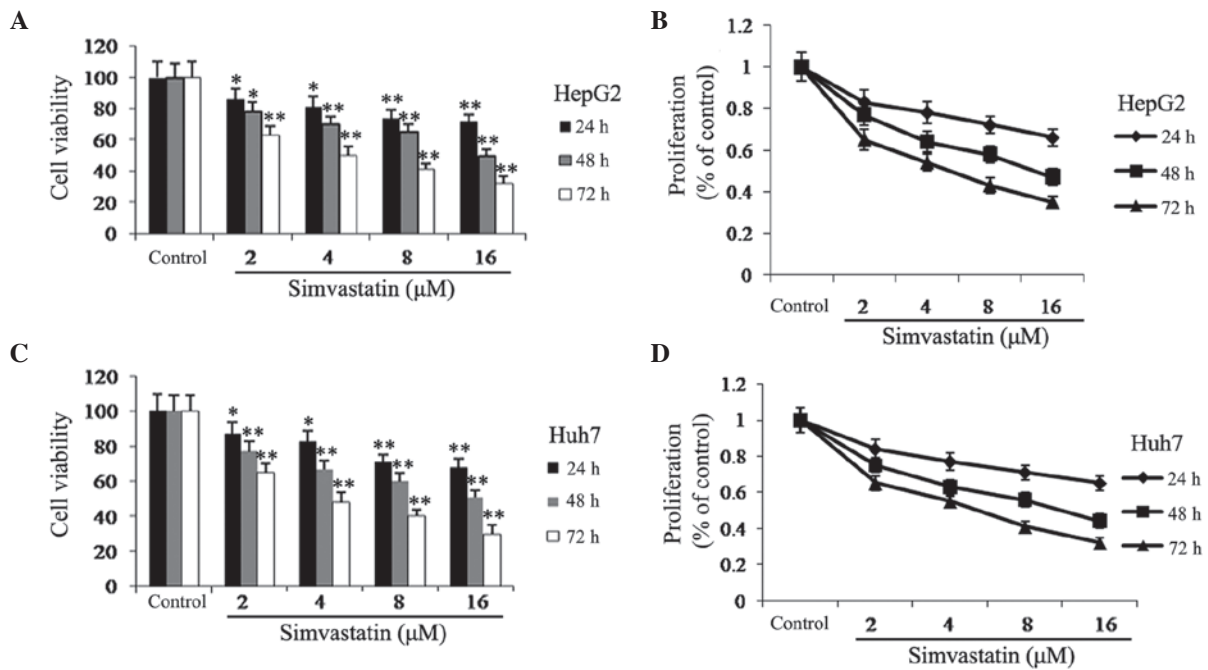 A
Cell viability
120
100
80
60
40
20
0
* * **
* ** **
** ** **
** ** **
Control
2 4 8 16
Simvastatin (μM)
HepG2
24 h
48 h
72 h
B
Proliferation
(% of control)
1.2
1
0.8
0.6
0.4
0.2
0
Control
2 4 8 16
Simvastatin (μM)
HepG2
24 h
48 h
72 h
C
Cell viability
120
100
80
60
40
20
0
* ** **
* ** **
** ** **
** ** **
Control
2 4 8 16
Simvastatin (μM)
Huh7
24 h
48 h
72 h
D
Proliferation
(% of control)
1.2
1
0.8
0.6
0.4
0.2
0
Control
2 4 8 16
Simvastatin (μM)
Huh7
24 h
48 h
72 h